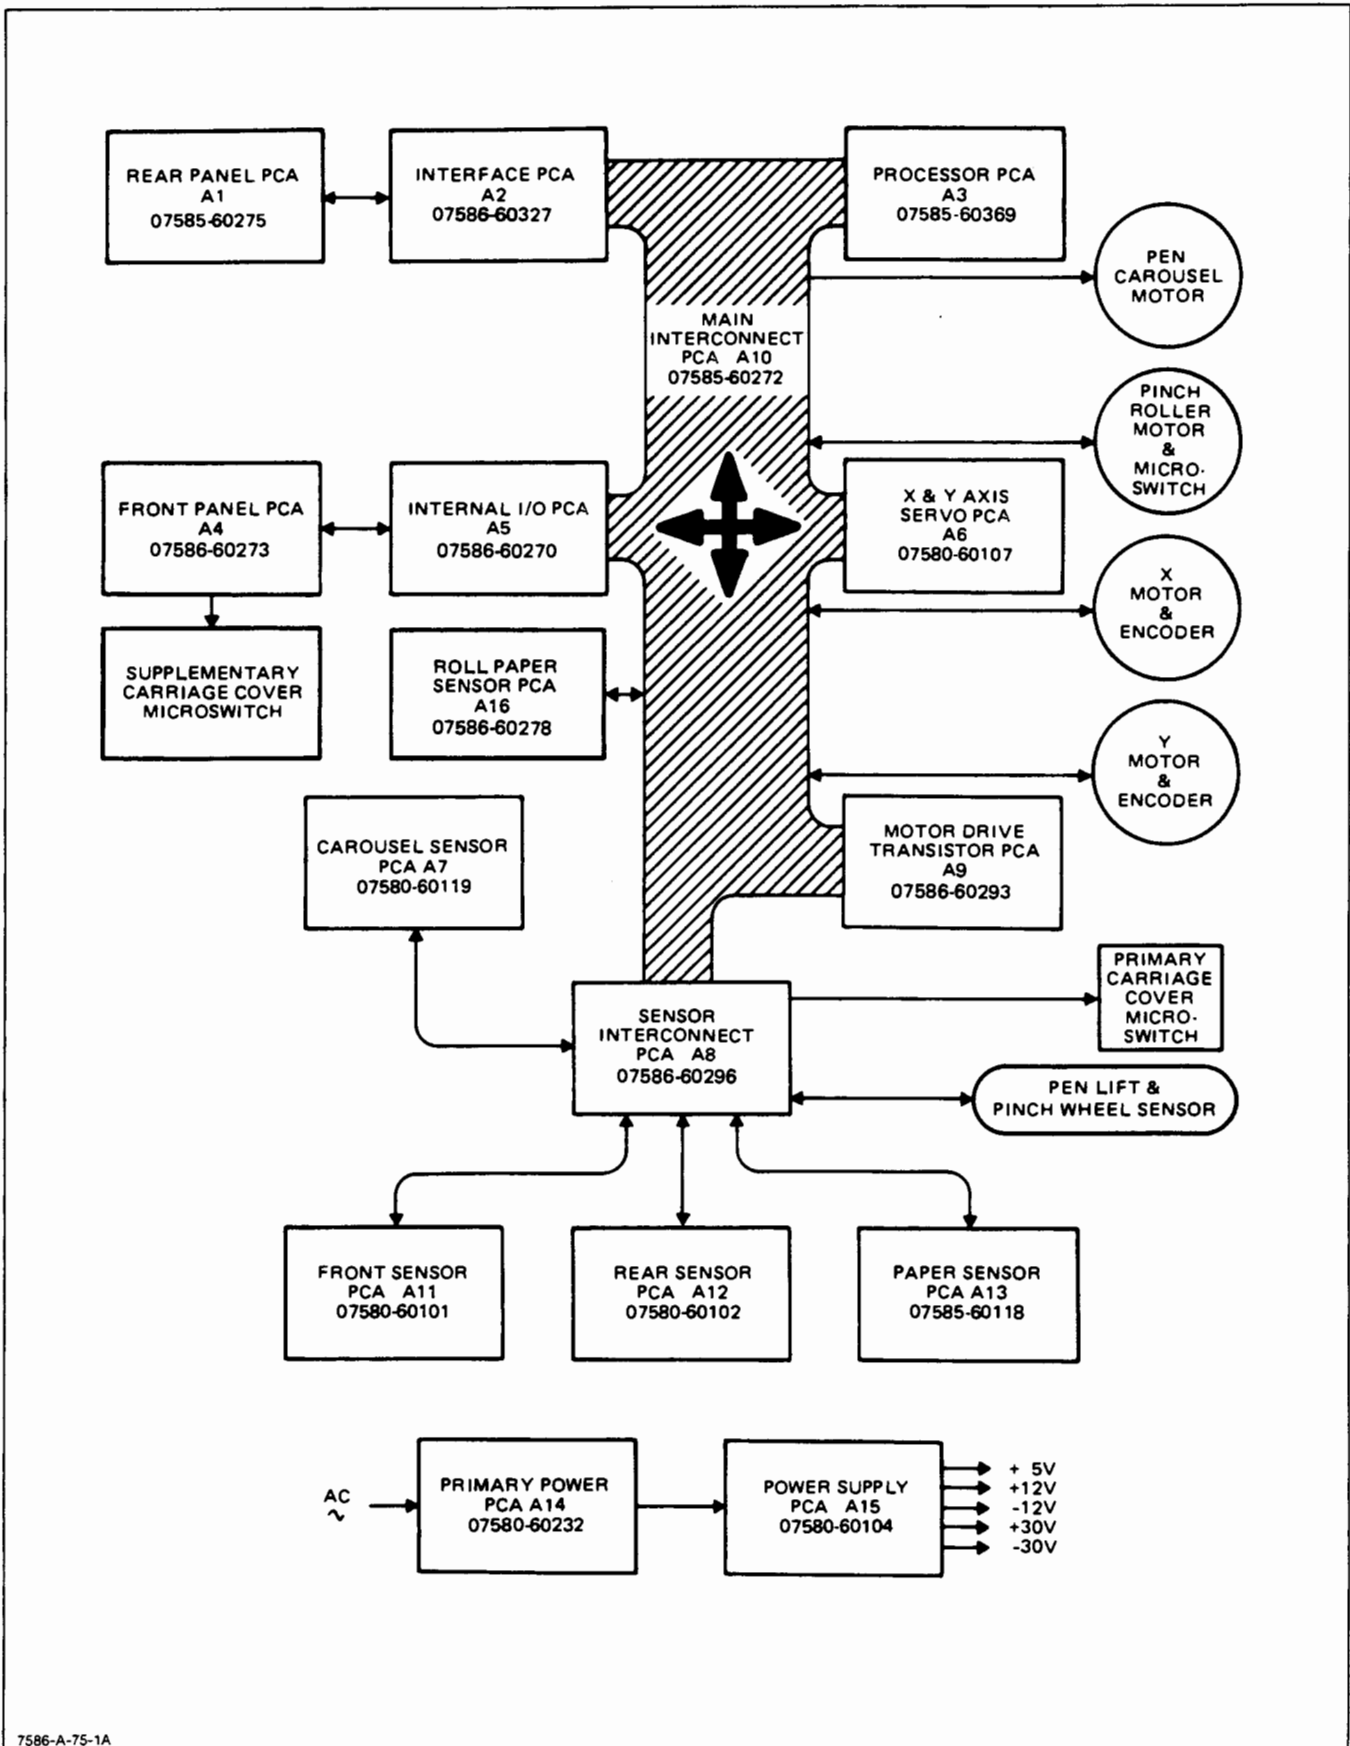 REAR PANEL PCA
A1
07585-60275
INTERFACE PCA
A2
07586-60327
PROCESSOR PCA
A3
07585-60369
PEN
CAROUSEL
MOTOR
MAIN
INTERCONNECT
PCA A10
07585-60272
PINCH
ROLLER
MOTOR
&
MICRO-
SWITCH
FRONT PANEL PCA
A4
07586-60273
INTERNAL I/O PCA
A5
07586-60270
X & Y AXIS
SERVO PCA
A6
07580-60107
X
MOTOR
&
ENCODER
SUPPLEMENTARY
CARRIAGE COVER
MICROSWITCH
ROLL PAPER
SENSOR PCA
A16
07586-60278
Y
MOTOR
&
ENCODER
CAROUSEL SENSOR
PCA A7
07580-60119
MOTOR DRIVE
TRANSISTOR PCA
A9
07586-60293
PRIMARY
CARRIAGE
COVER
MICRO-
SWITCH
SENSOR
INTERCONNECT
PCA A8
07586-60296
PEN LIFT &
PINCH WHEEL SENSOR
FRONT SENSOR
PCA A11
07580-60101
REAR SENSOR
PCA A12
07580-60102
PAPER SENSOR
PCA A13
07585-60118
AC
~
PRIMARY POWER
PCA A14
07580-60232
POWER SUPPLY
PCA A15
07580-60104
+ 5V
+12V
-12V
+30V
-30V
7586-A-75-1A